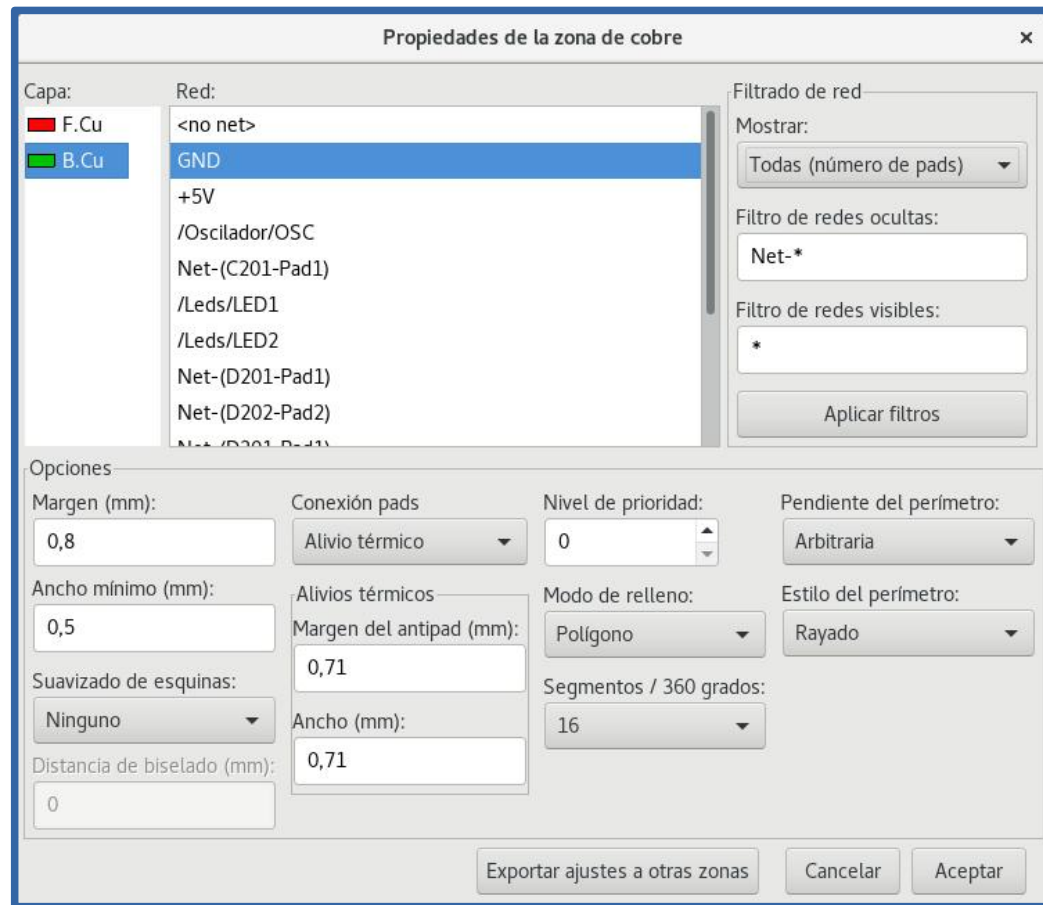 Propiedades de la zona de cobre
×
Capa:
F.Cu
B.Cu
Red:
<no net>
GND
+5V
/Oscilador/OSC
Net-(C201-Pad1)
/Leds/LED1
/Leds/LED2
Net-(D201-Pad1)
Net-(D202-Pad2)
Filtrado de red
Mostrar:
Todas (número de pads)
Filtro de redes ocultas:
Net-*
Filtro de redes visibles:
*
Aplicar filtros
Opciones
Margen (mm):
0,8
Ancho mínimo (mm):
0,5
Suavizado de esquinas:
Ninguno
Distancia de biselado (mm):
0
Conexión pads
Alivio térmico
Alivios térmicos
Margen del antipad (mm):
0,71
Ancho (mm):
0,71
Nivel de prioridad:
0
Modo de relleno:
Polígono
Segmentos / 360 grados:
16
Pendiente del perímetro:
Arbitraria
Estilo del perímetro:
Rayado
Exportar ajustes a otras zonas
Cancelar
Aceptar